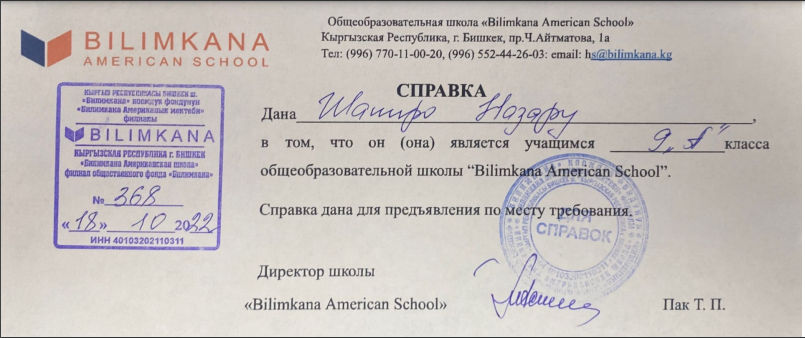 BILIMKANA
AMERICAN SCHOOL
Общеобразовательная школа «Bilimkana American School»
Кыргызская Республика, г. Бишкек, пр.Ч.Айтматова, 1а
Тел: (996) 770-11-00-20, (996) 552-44-26-03: email: hs@bilimkana.kg
КЫРГЫЗ РЕСПУБЛИКАСЫ БИШКЕК ш.
«Билимкана» коомдук фондунун
«Билимкана Американык мектеби»
филиалы
BILIMKANA
КЫРГЫЗСКАЯ РЕСПУБЛИКА г. БИШКЕК
«Билимкана Американская школа»
филиал общественного фонда «Билимкана»
№ 368
«18» 10 2022
ИНН 40103202110311
СПРАВКА
Дана Шапиро Назару,
в том, что он (она) является учащимся 9 „А" класса
общеобразовательной школы “Bilimkana American School”.
Справка дана для предъявления по месту требования.
ДЛЯ
СПРАВОК
Директор школы
«Bilimkana American School» Пак Т. П.